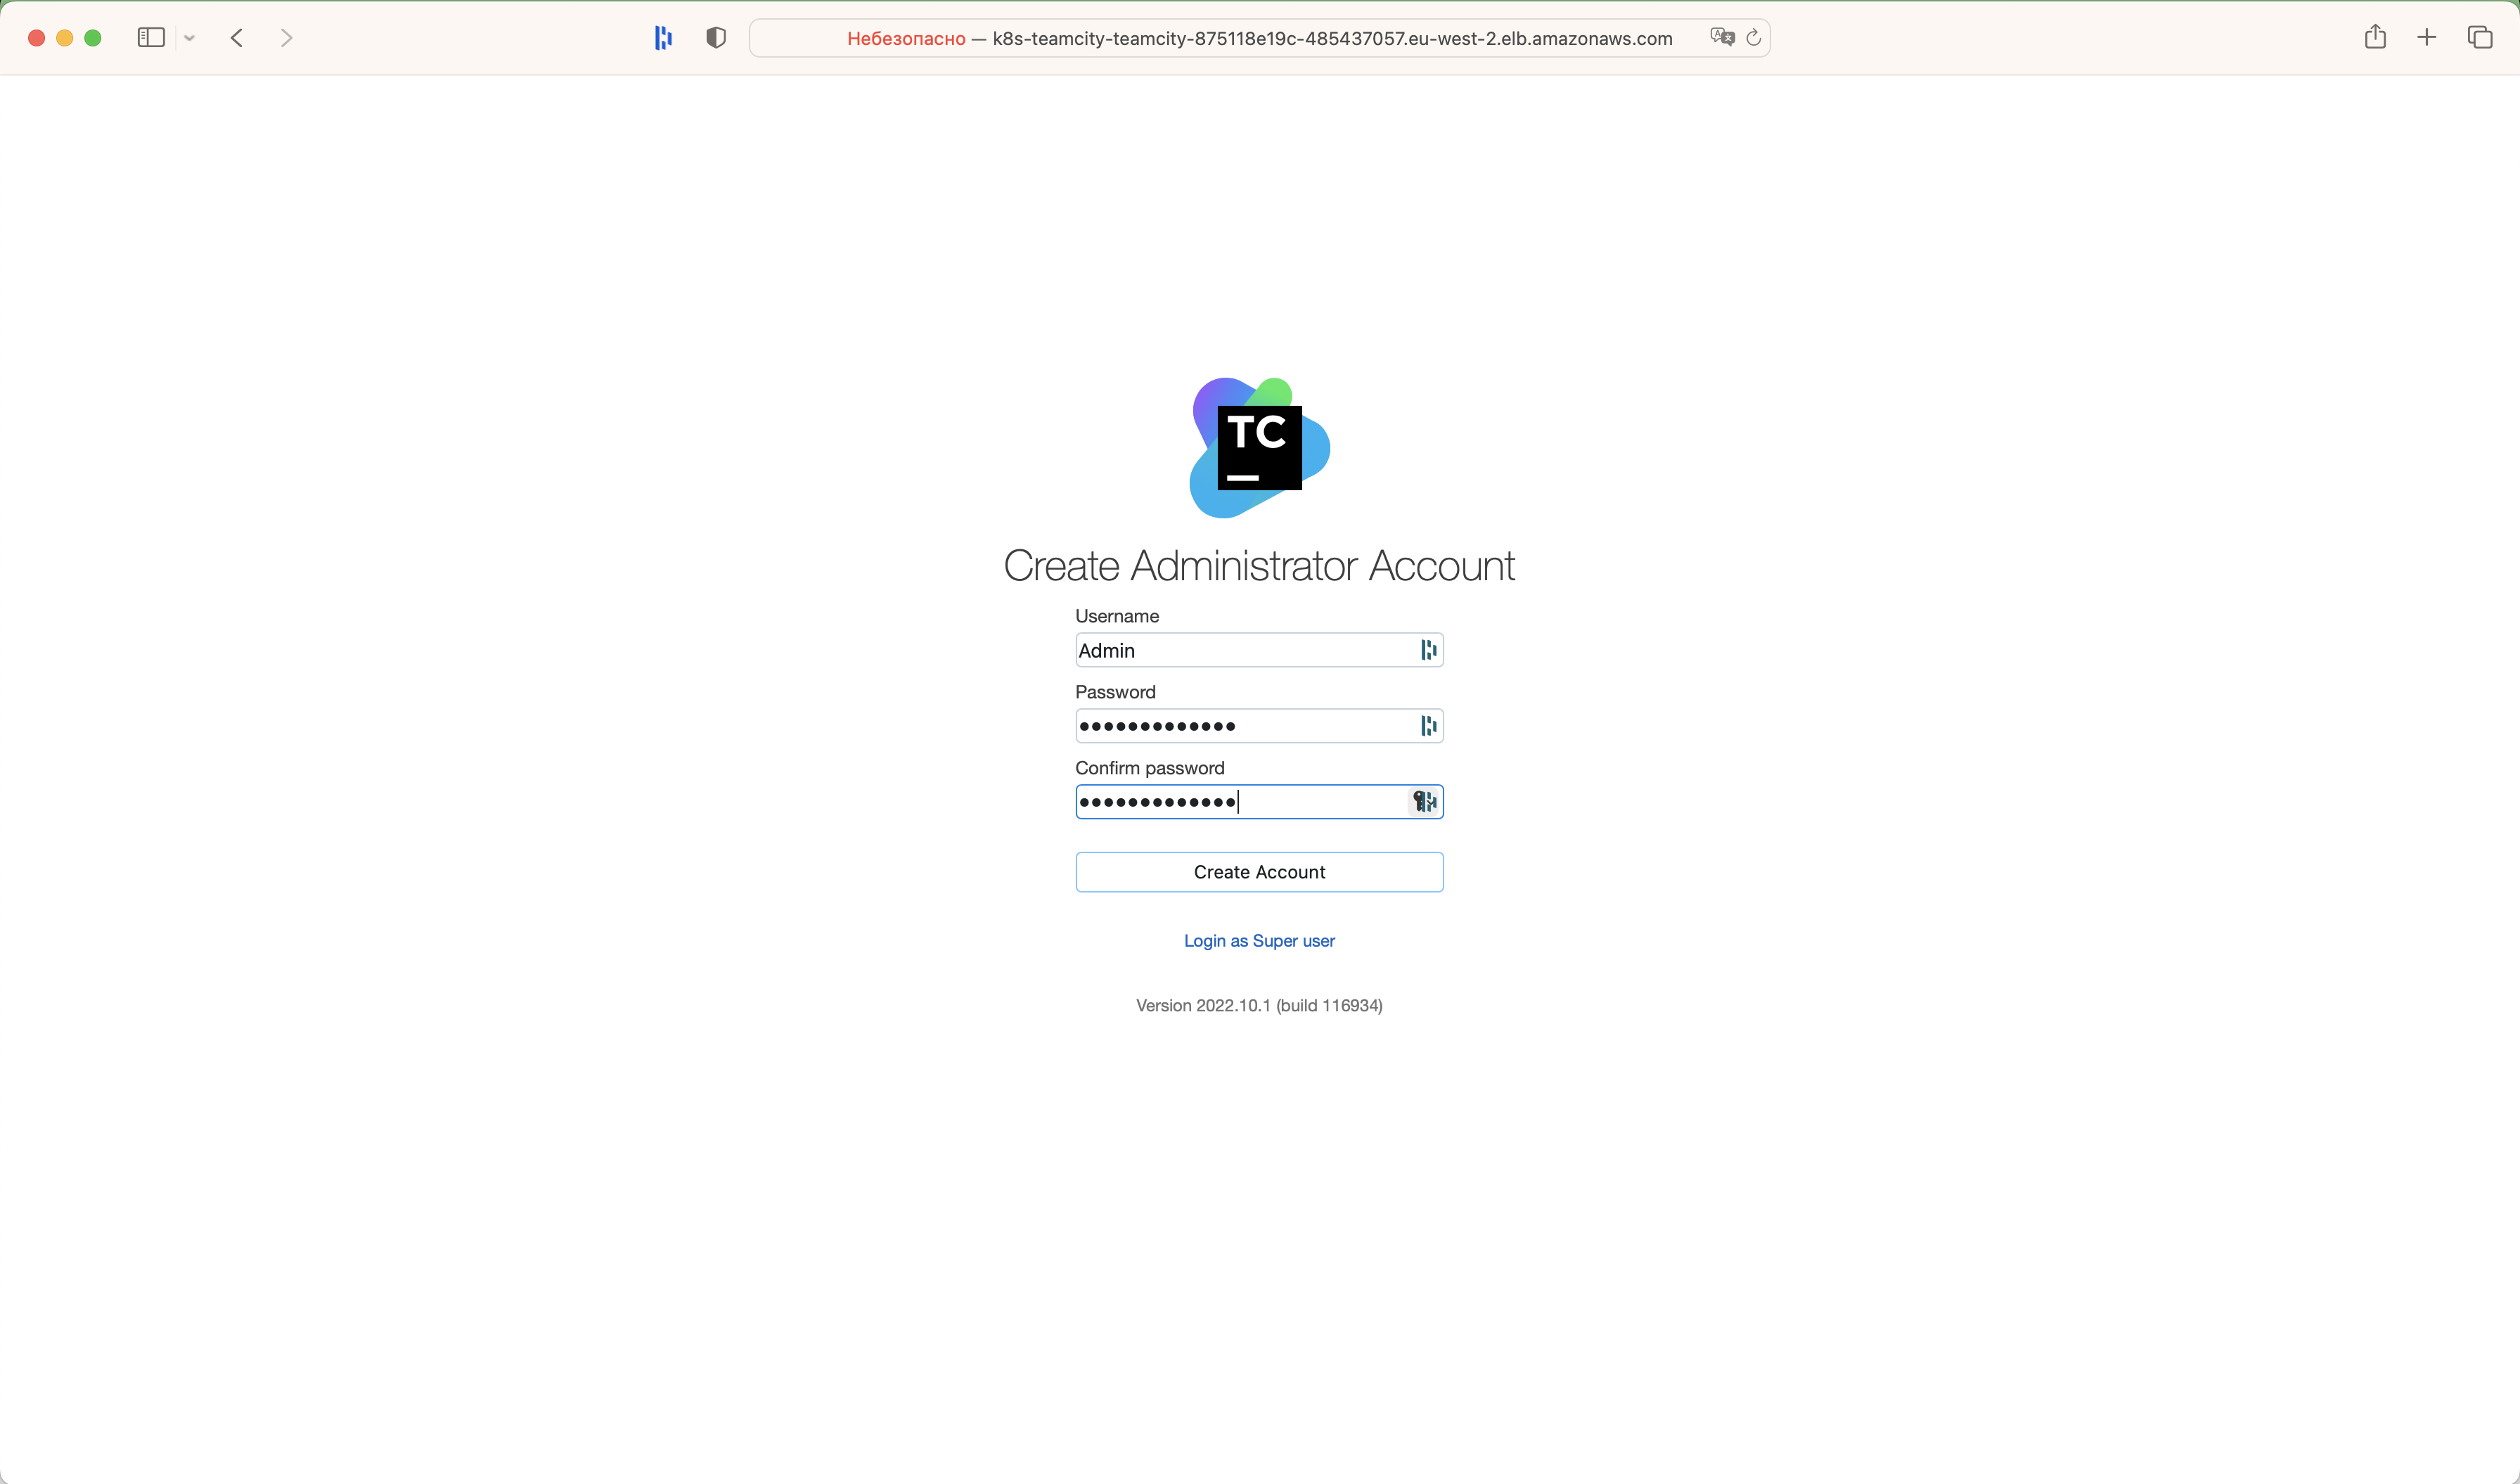 Небезопасно — k8s-teamcity-teamcity-875118e19c-485437057.eu-west-2.elb.amazonaws.com
TC
Create Administrator Account
Username
Admin
Password
●●●●●●●●●●●●●
Confirm password
●●●●●●●●●●●●●
Create Account
Login as Super user
Version 2022.10.1 (build 116934)